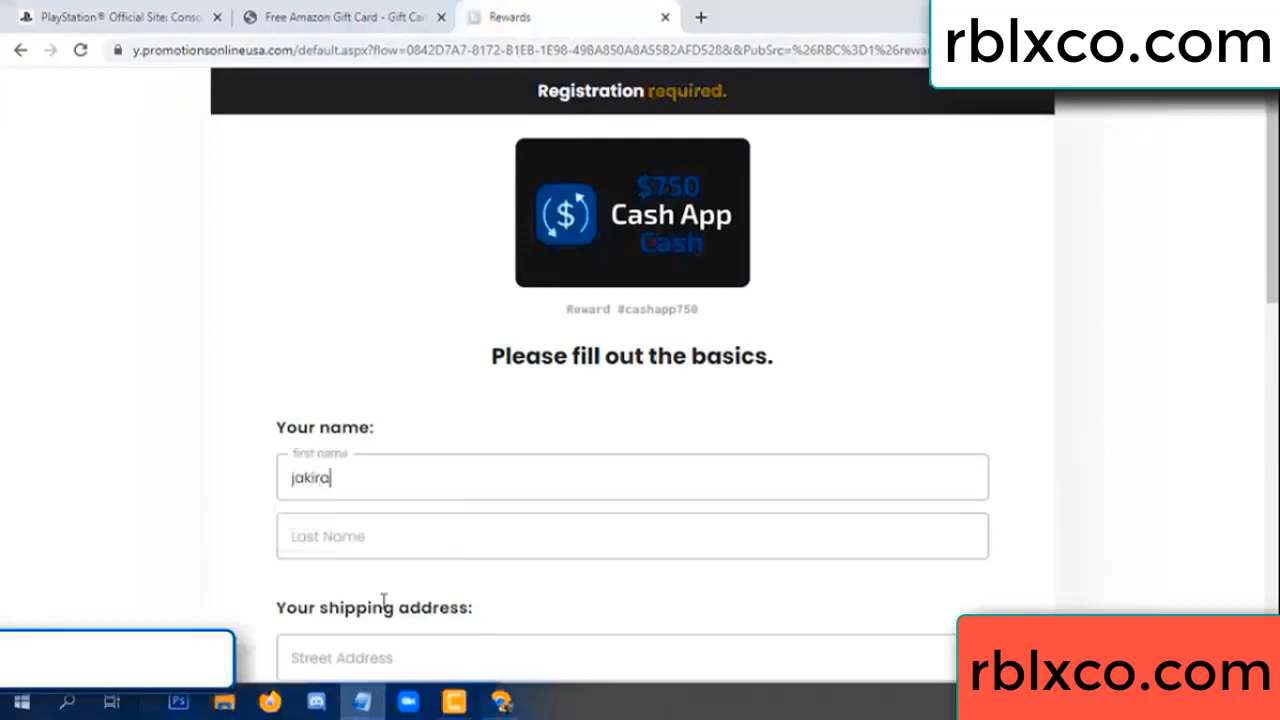 PlayStation® Official Site: Conso
Free Amazon Gift Card - Gift Car
Rewards
rblxco.com
y.promotionsonlineusa.com/default.aspx?flow=0842D7A7-8172-B1EB-1E98-49BA850A8A55B2AFD528&&PubSrc=%26RBC%3D1%26rewar
Registration required.
$750
Cash App
Cash
Reward #cashapp750
Please fill out the basics.
Your name:
first name
jakira
Last Name
Your shipping address:
Street Address
rblxco.com
Ps